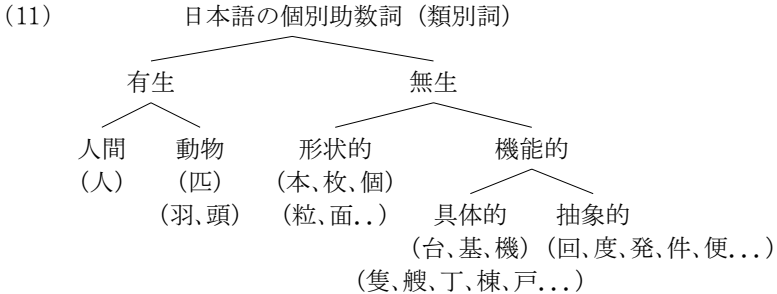 (11) 日本語の個別助数詞（類別詞）
有生 無生
人間 動物 形状的 機能的
（人） （匹） （本、枚、個）
（羽、頭） （粒、面..） 具体的 抽象的
（台、基、機）（回、度、発、件、便...）
（隻、艘、丁、棟、戸...）